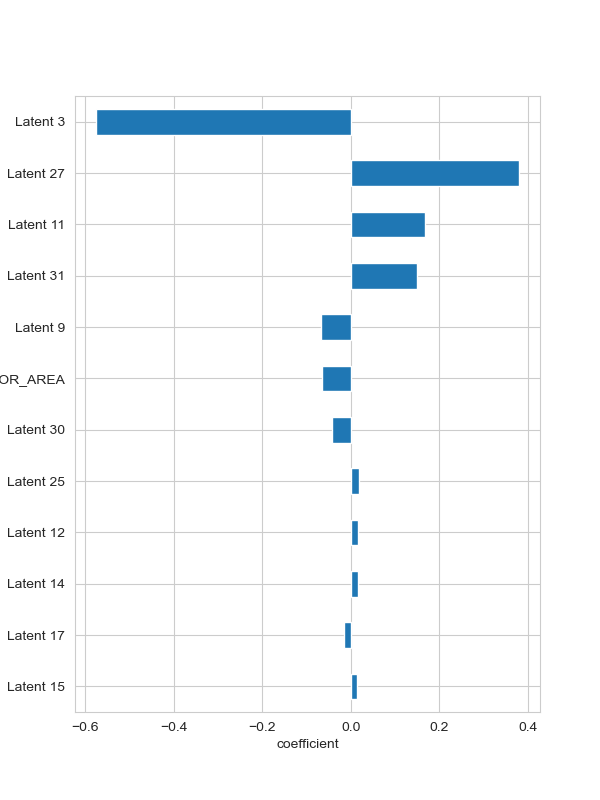 Latent 3
Latent 27
Latent 11
Latent 31
Latent 9
OR_AREA
Latent 30
Latent 25
Latent 12
Latent 14
Latent 17
Latent 15
−0.6 −0.4 −0.2 0.0 0.2 0.4
coefficient